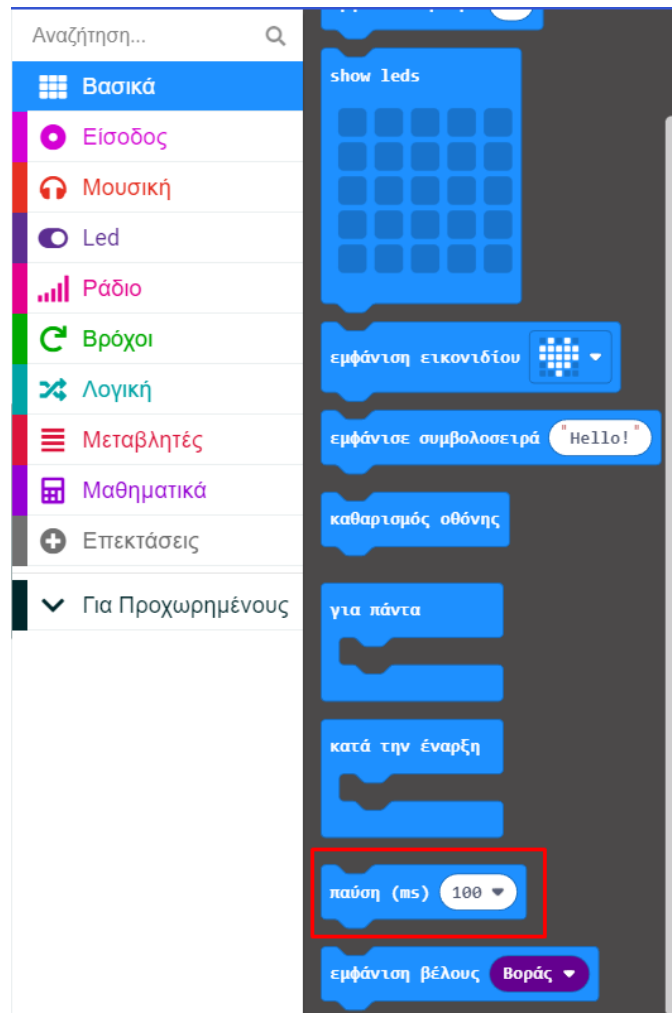 Αναζήτηση...
Βασικά
Είσοδος
Μουσική
Led
Ράδιο
Βρόχοι
Λογική
Μεταβλητές
Μαθηματικά
Επεκτάσεις
Για Προχωρημένους
show leds
εμφάνιση εικονιδίου
εμφάνισε συμβολοσειρά "Hello!"
καθαρισμός οθόνης
για πάντα
κατά την έναρξη
παύση (ms) 100
εμφάνιση βέλους Βοράς